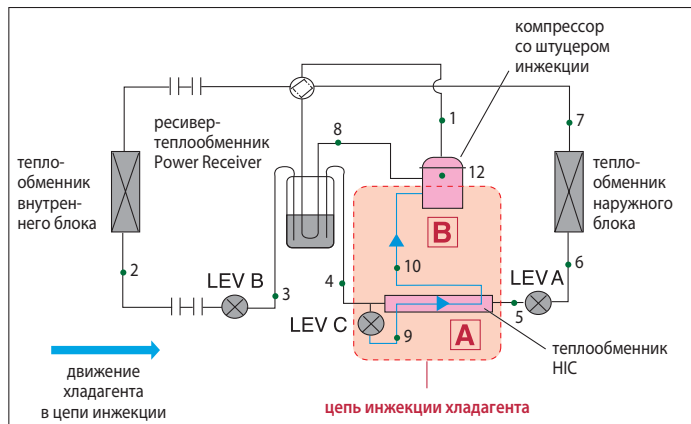 компрессор
со штуцером
инжекции
ресивер-
теплообменник
Power Receiver
8
1
7
тепло-
обменник
внутрен-
него блока
12
тепло-
обменник
наружного
блока
B
2
10
6
LEV B
3
4
LEV A
5
LEV C
9
A
теплообменник
HIC
движение
хладагента
в цепи инжекции
цепь инжекции хладагента